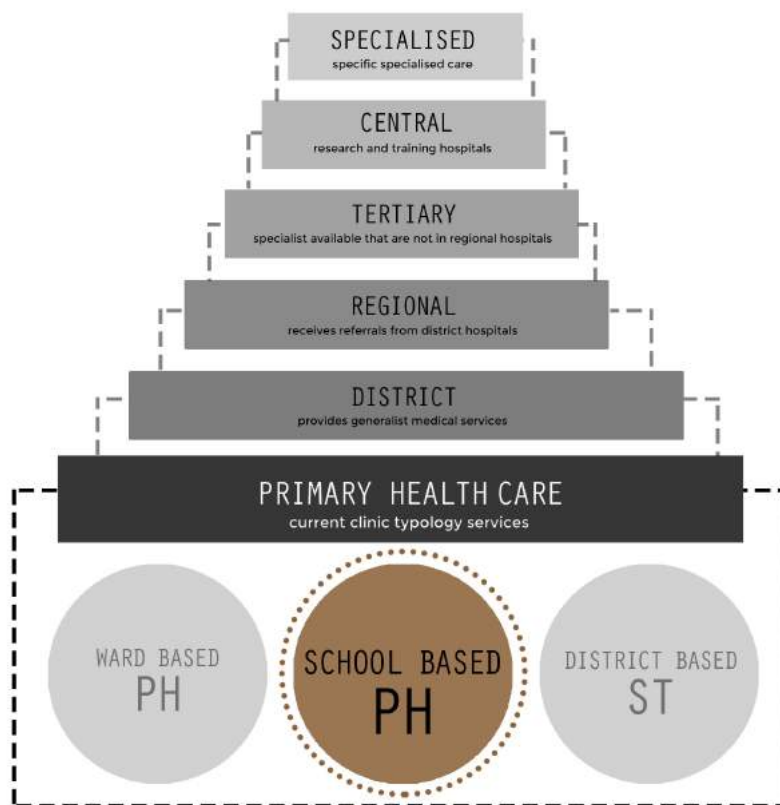 SPECIALISED
specific specialised care
CENTRAL
research and training hospitals
TERTIARY
specialist available that are not in regional hospitals
REGIONAL
receives referrals from district hospitals
DISTRICT
provides generalist medical services
PRIMARY HEALTH CARE
current clinic typology services
WARD BASED
PH
SCHOOL BASED
PH
DISTRICT BASED
ST